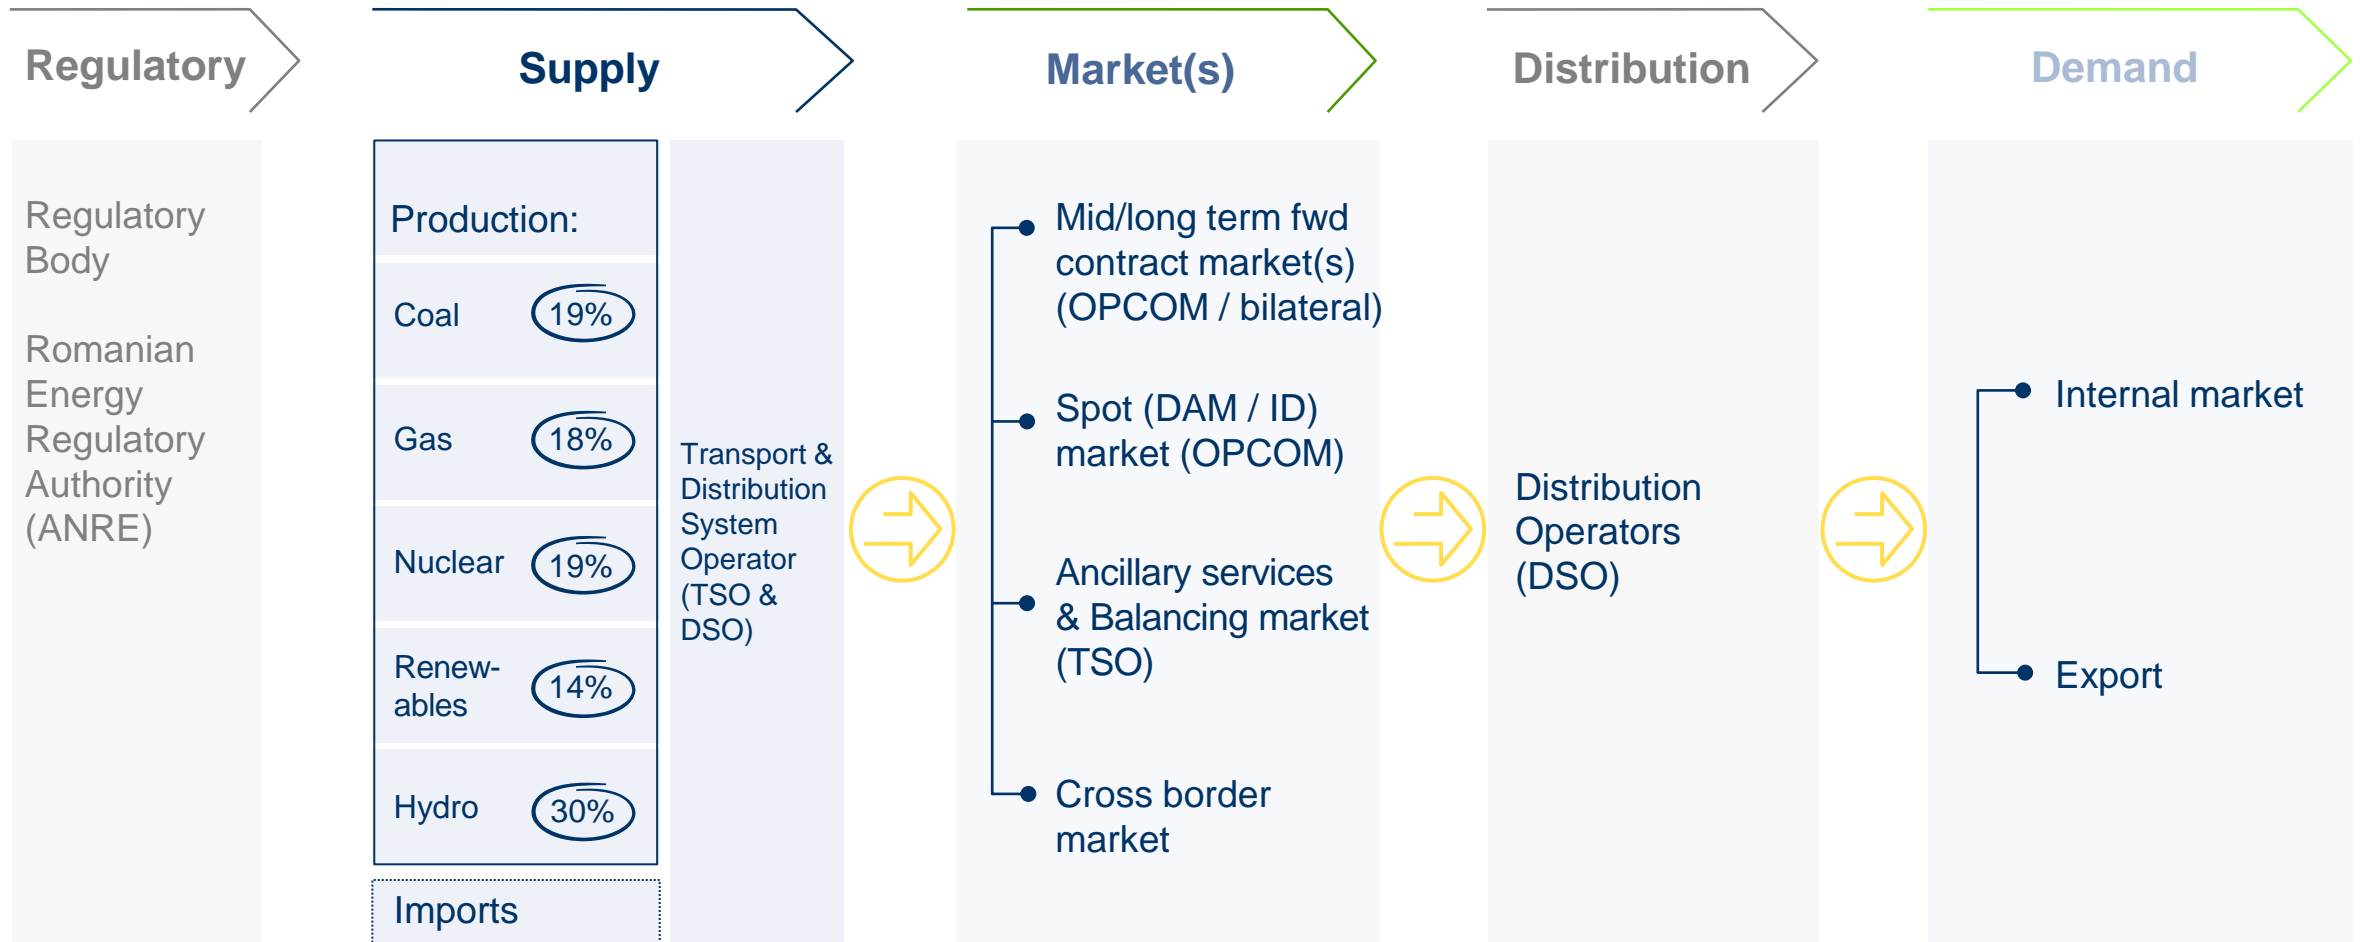 Regulatory
Supply
Market(s)
Distribution
Demand
Regulatory
Body
Romanian
Energy
Regulatory
Authority
(ANRE)
Production:
Coal
19%
Gas
18%
Nuclear
19%
Renew-
ables
14%
Hydro
30%
Imports
Transport &
Distribution
System
Operator
(TSO &
DSO)
Mid/long term fwd
contract market(s)
(OPCOM / bilateral)
Spot (DAM / ID)
market (OPCOM)
Ancillary services
& Balancing market
(TSO)
Cross border
market
Distribution
Operators
(DSO)
Internal market
Export